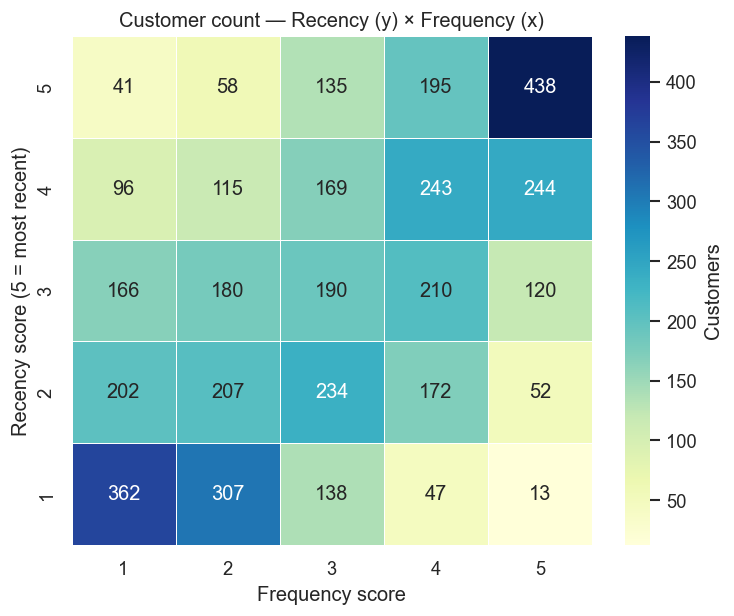 Customer count — Recency (y) × Frequency (x)
Recency score (5 = most recent)
5 41 58 135 195 438
4 96 115 169 243 244
3 166 180 190 210 120
2 202 207 234 172 52
1 362 307 138 47 13
1 2 3 4 5
Frequency score
400
350
300
250
200
150
100
50
Customers